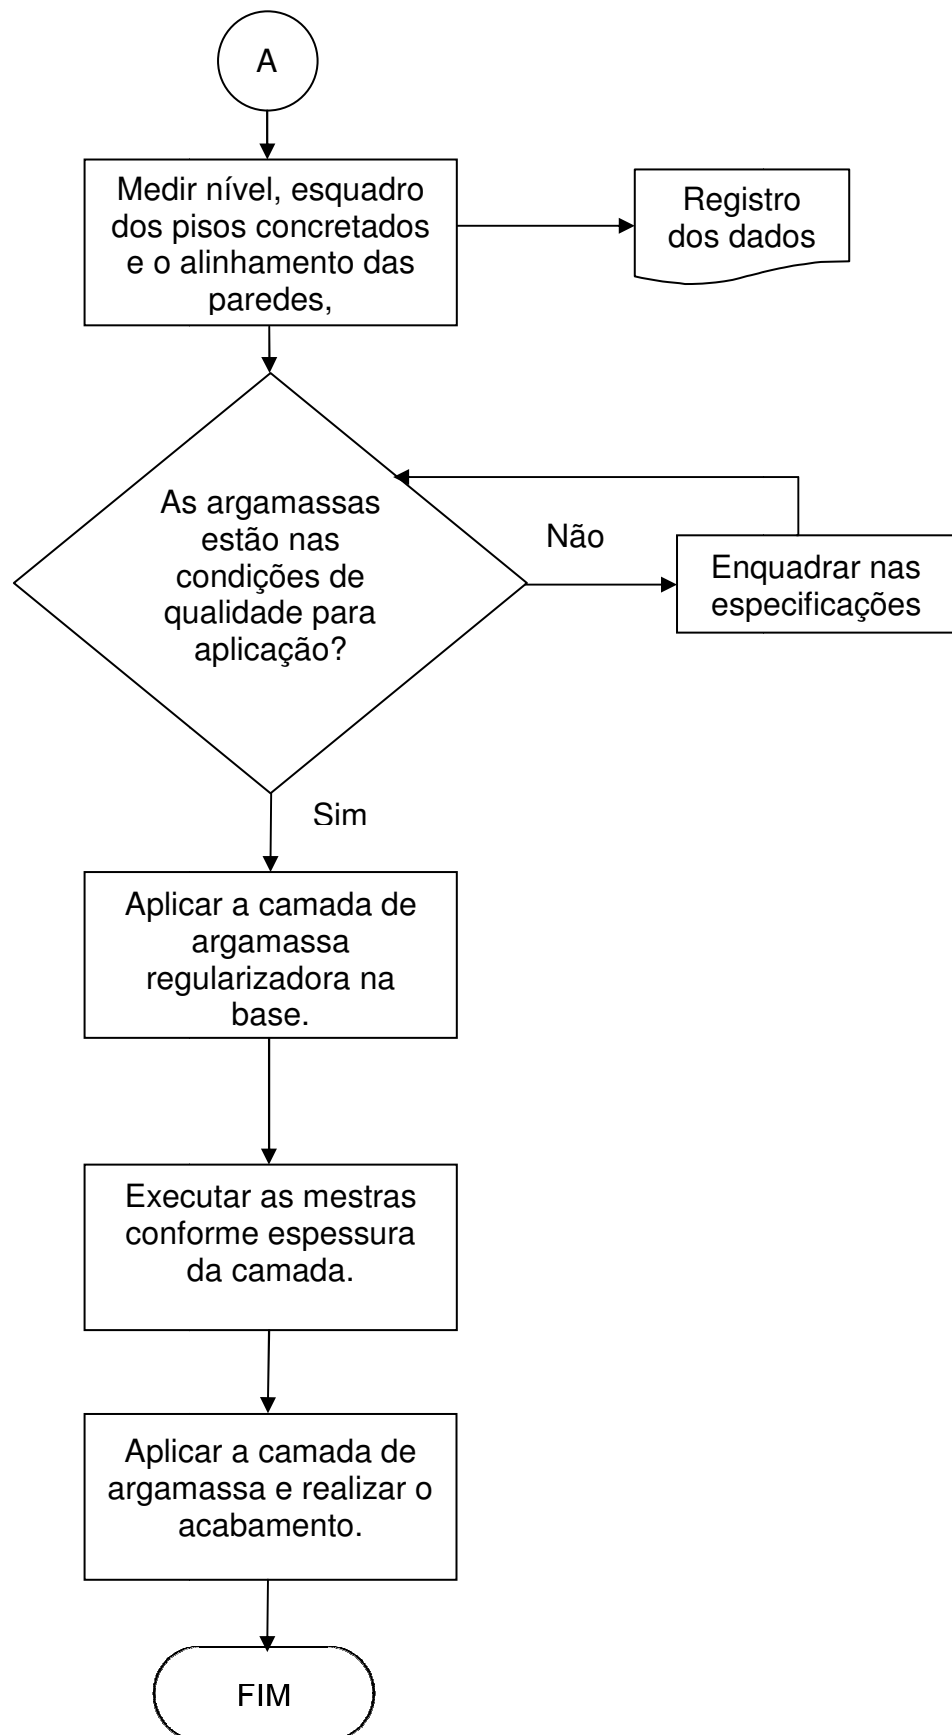 A
Medir nível, esquadro
dos pisos concretados
e o alinhamento das
paredes,
Registro
dos dados
As argamassas
estão nas
condições de
qualidade para
aplicação?
Não
Enquadrar nas
especificações
Sim
Aplicar a camada de
argamassa
regularizadora na
base.
Executar as mestras
conforme espessura
da camada.
Aplicar a camada de
argamassa e realizar o
acabamento.
FIM